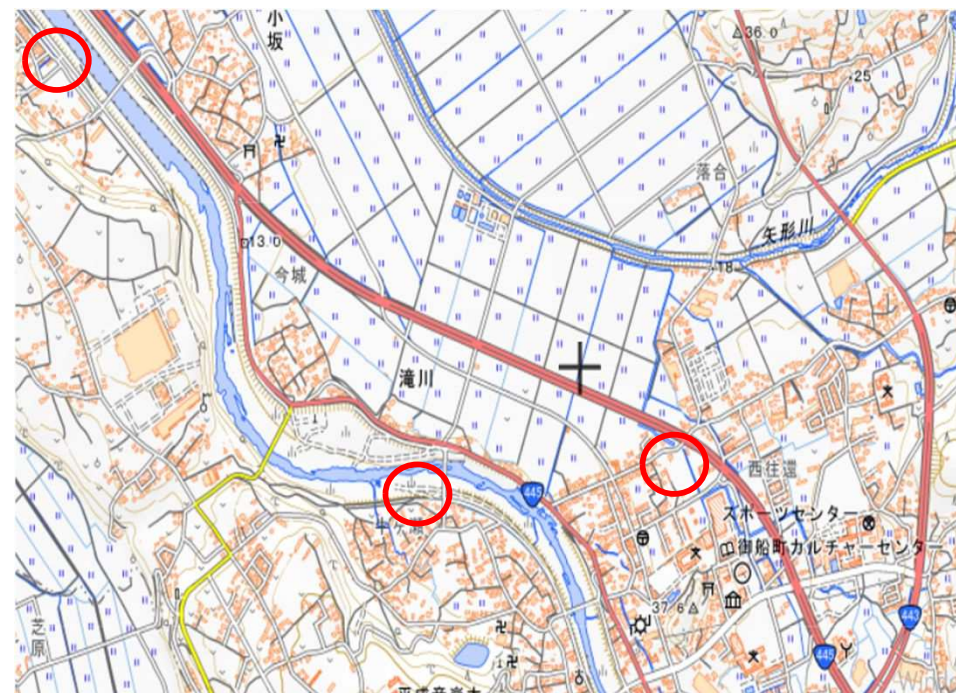 小坂
36.0
25
落合
矢形川
18
13.0
今城
滝川
西往還
445
スポーツセンター
御船町カルチャーセンター
37.6
芝原
443
445